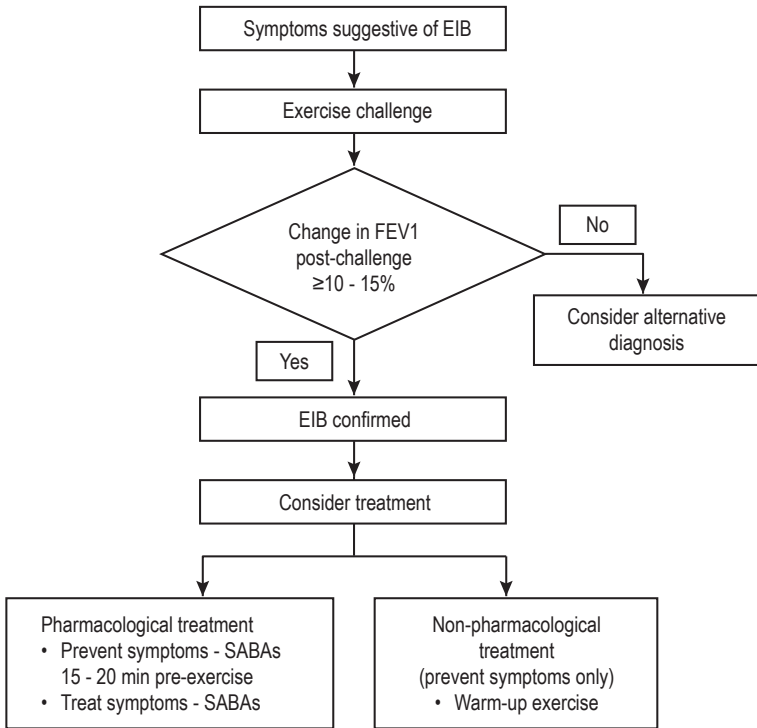 Symptoms suggestive of EIB
Exercise challenge
Change in FEV1
post-challenge
≥10 - 15%
No
Consider alternative
diagnosis
Yes
EIB confirmed
Consider treatment
Pharmacological treatment
• Prevent symptoms - SABAs
15 - 20 min pre-exercise
• Treat symptoms - SABAs
Non-pharmacological
treatment
(prevent symptoms only)
• Warm-up exercise